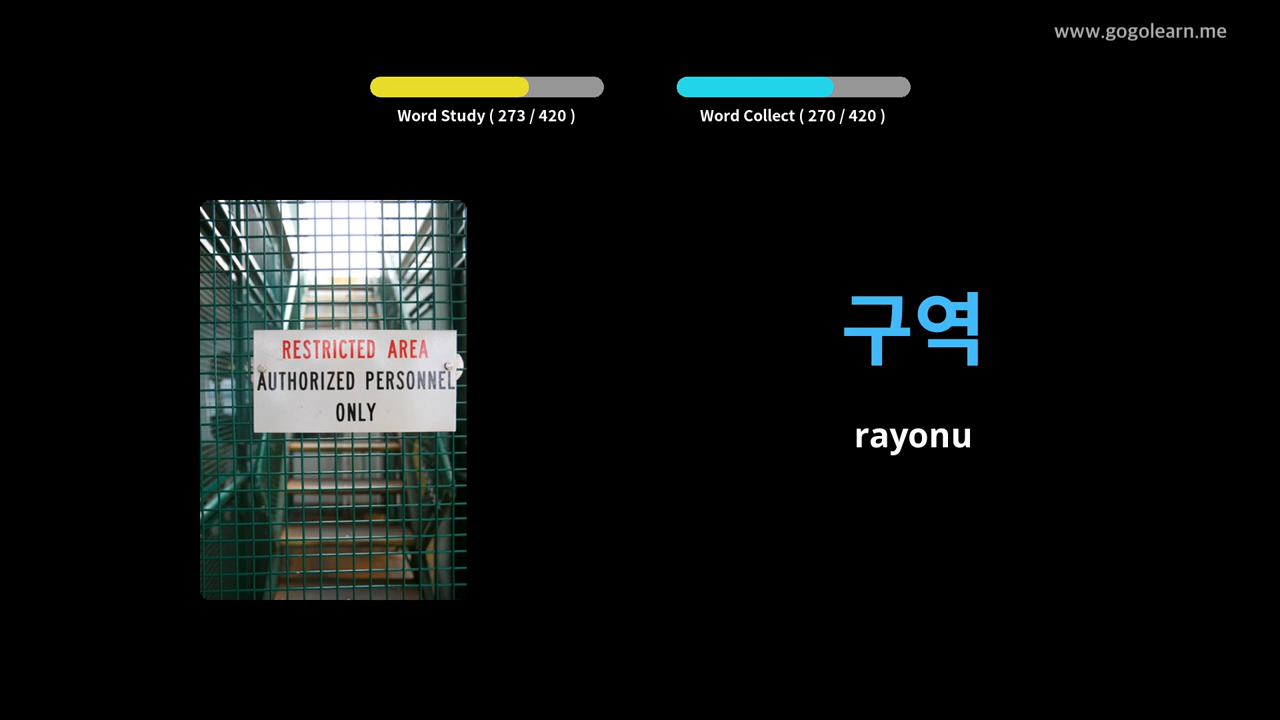 www.gogolearn.me
Word Study ( 273 / 420 )
Word Collect ( 270 / 420 )
RESTRICTED AREA
AUTHORIZED PERSONNEL
ONLY
구역
rayonu